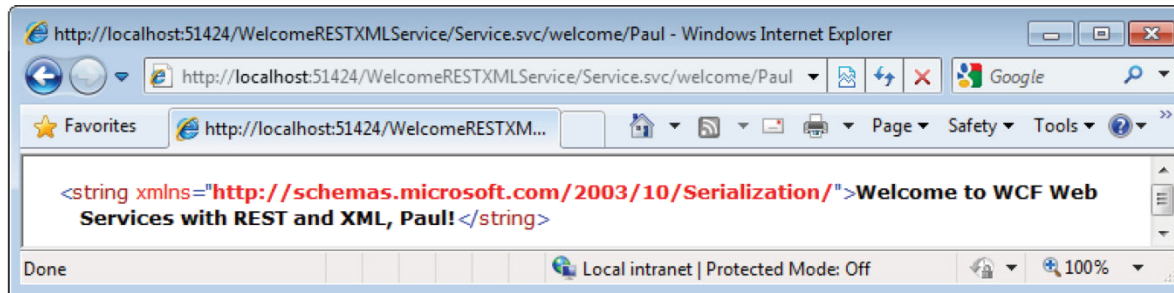 http://localhost:51424/WelcomeRESTXMLService/Service.svc/welcome/Paul - Windows Internet Explorer
http://localhost:51424/WelcomeRESTXMLService/Service.svc/welcome/Paul Google
Favorites http://localhost:51424/WelcomeRESTXM... Page Safety Tools »
<string xmlns="http://schemas.microsoft.com/2003/10/Serialization/">Welcome to WCF Web
Services with REST and XML, Paul!</string>
Done Local intranet | Protected Mode: Off 100%